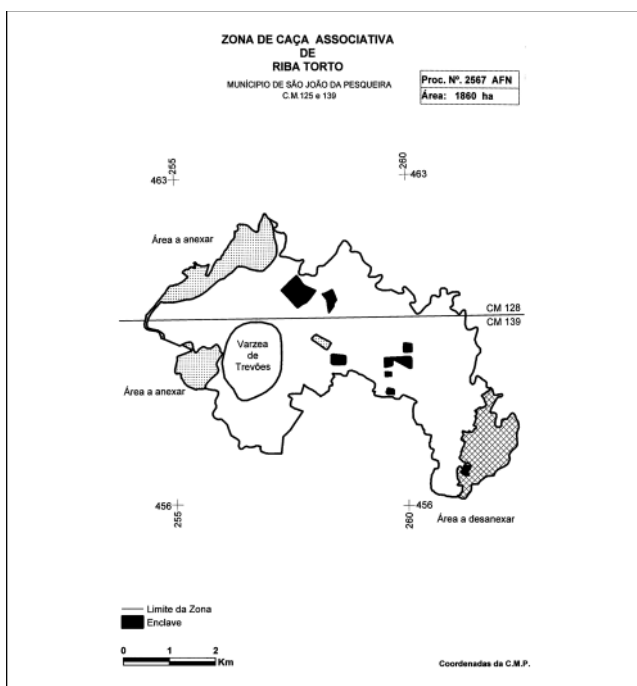 ZONA DE CAÇA ASSOCIATIVA
DE
RIBA TORTO
MUNÍCIPIO DE SÃO JOÃO DA PESQUEIRA
C.M.125 e 139
Proc. Nº. 2567 AFN
Área: 1860 ha
255
260
463
463
Área a anexar
CM 128
CM 139
Varzea
de
Trevões
Área a anexar
456
456
255
260
Área a desanexar
Limite da Zona
Enclave
0 1 2
Km
Coordenadas da C.M.P.